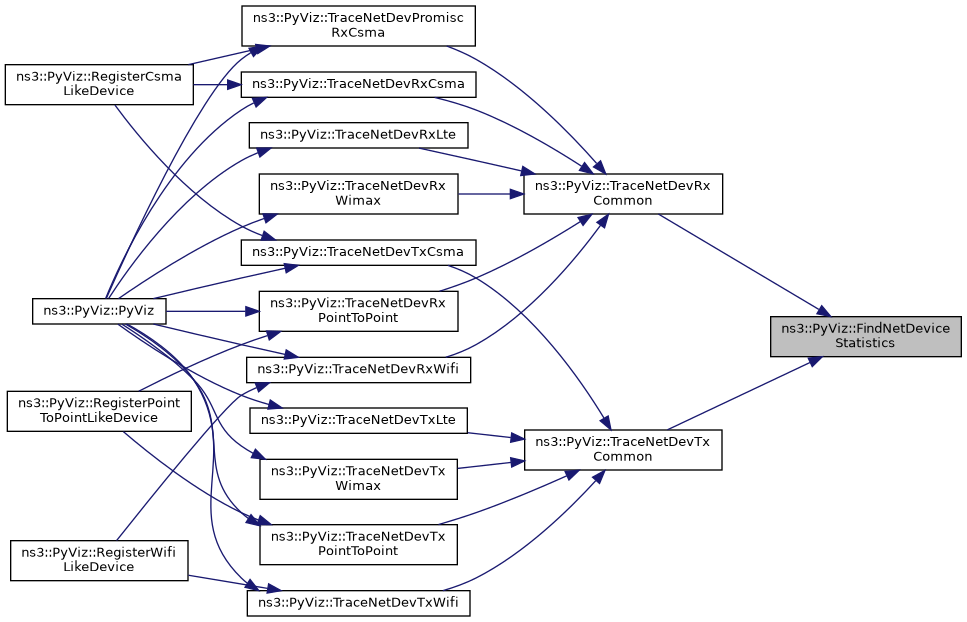 ns3::PyViz::TraceNetDevPromisc
RxCsma
ns3::PyViz::RegisterCsma
LikeDevice
ns3::PyViz::TraceNetDevRxCsma
ns3::PyViz::TraceNetDevRxLte
ns3::PyViz::TraceNetDevRx
Wimax
ns3::PyViz::TraceNetDevRx
Common
ns3::PyViz::TraceNetDevTxCsma
ns3::PyViz::PyViz
ns3::PyViz::TraceNetDevRx
PointToPoint
ns3::PyViz::FindNetDevice
Statistics
ns3::PyViz::TraceNetDevRxWifi
ns3::PyViz::RegisterPoint
ToPointLikeDevice
ns3::PyViz::TraceNetDevTxLte
ns3::PyViz::TraceNetDevTx
Common
ns3::PyViz::TraceNetDevTx
Wimax
ns3::PyViz::TraceNetDevTx
PointToPoint
ns3::PyViz::RegisterWifi
LikeDevice
ns3::PyViz::TraceNetDevTxWifi